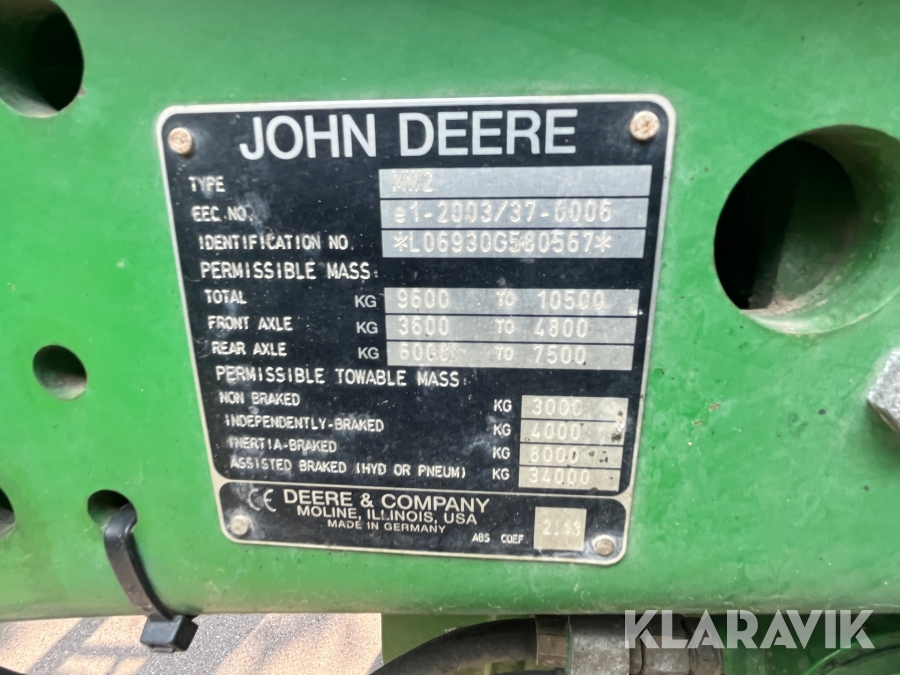 JOHN DEERE
TYPE MW2
EEC.NO. e1-2003/37-0006
IDENTIFICATION NO. *L06930G580567*
PERMISSIBLE MASS:
TOTAL KG 9600 TO 10500
FRONT AXLE KG 3600 TO 4800
REAR AXLE KG 6000 TO 7500
PERMISSIBLE TOWABLE MASS:
NON BRAKED KG 3000
INDEPENDENTLY-BRAKED KG 4000
INERTIA-BRAKED KG 8000
ASSISTED BRAKED (HYD OR PNEUM) KG 34000
CE DEERE & COMPANY
MOLINE, ILLINOIS, USA
MADE IN GERMANY
ABS COEF
KLARAVIK